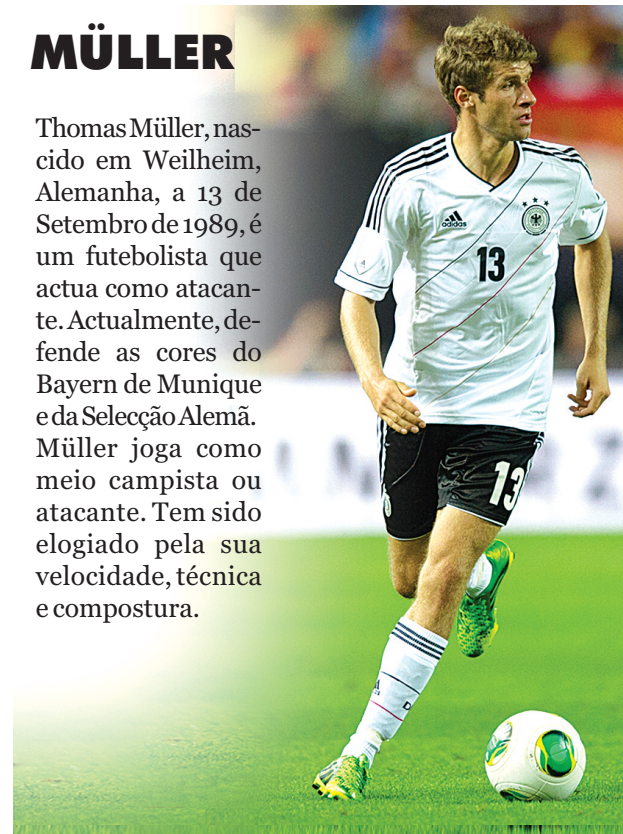 MÜLLER
Thomas Müller, nas-
cido em Weilheim,
Alemanha, a 13 de
Setembro de 1989, é
um futebolista que
actua como atacan-
te. Actualmente, de-
fende as cores do
Bayern de Munique
e da Selecção Alemã.
Müller joga como
meio campista ou
atacante. Tem sido
elogiado pela sua
velocidade, técnica
e compostura.
adidas
13
13